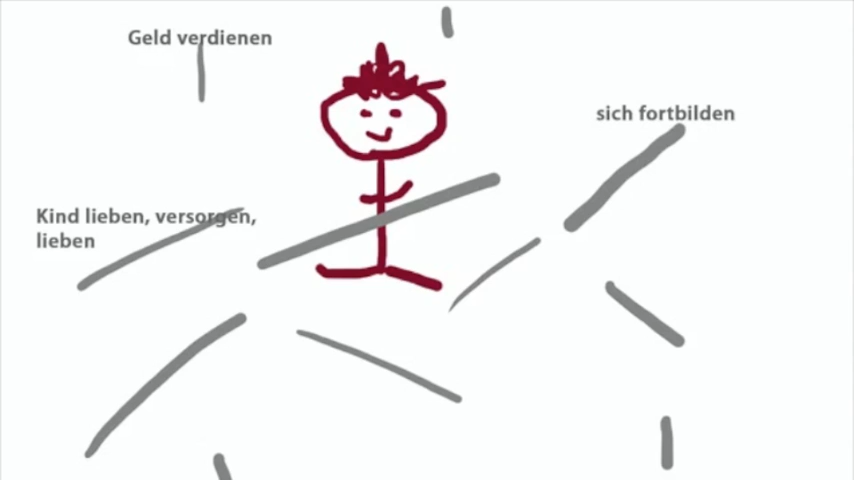 Geld verdienen
sich fortbilden
Kind lieben, versorgen,
lieben